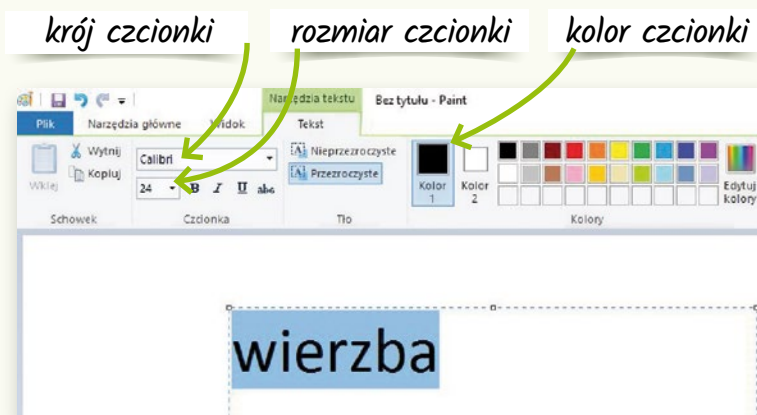 krój czcionki rozmiar czcionki kolor czcionki
Narzędzia tekstu Bez tytułu - Paint
Plik Narzędzia główne Widok Tekst
Wklej Wytnij Kopiuj
Calibri
24 B I U abc
Nieprzezroczyste
Przezroczyste
Kolor 1 Kolor 2 Edytuj kolory
Schowek Czcionka Tło Kolory
wierzba